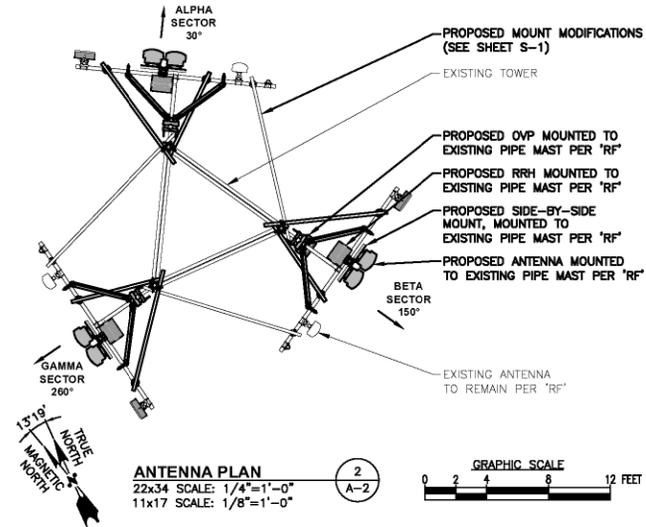 ALPHA
SECTOR
30°
PROPOSED MOUNT MODIFICATIONS
(SEE SHEET S-1)
EXISTING TOWER
PROPOSED OVP MOUNTED TO
EXISTING PIPE MAST PER 'RF'
PROPOSED RRH MOUNTED TO
EXISTING PIPE MAST PER 'RF'
PROPOSED SIDE-BY-SIDE
MOUNT, MOUNTED TO
EXISTING PIPE MAST PER 'RF'
PROPOSED ANTENNA MOUNTED
TO EXISTING PIPE MAST PER 'RF'
BETA
SECTOR
150°
GAMMA
SECTOR
260°
EXISTING ANTENNA
TO REMAIN PER 'RF'
13°19'
TRUE
NORTH
MAGNETIC
NORTH
ANTENNA PLAN
22x34 SCALE: 1/4"=1'-0"
11x17 SCALE: 1/8"=1'-0"
2
A-2
GRAPHIC SCALE
0 2 4 6 8 12 FEET